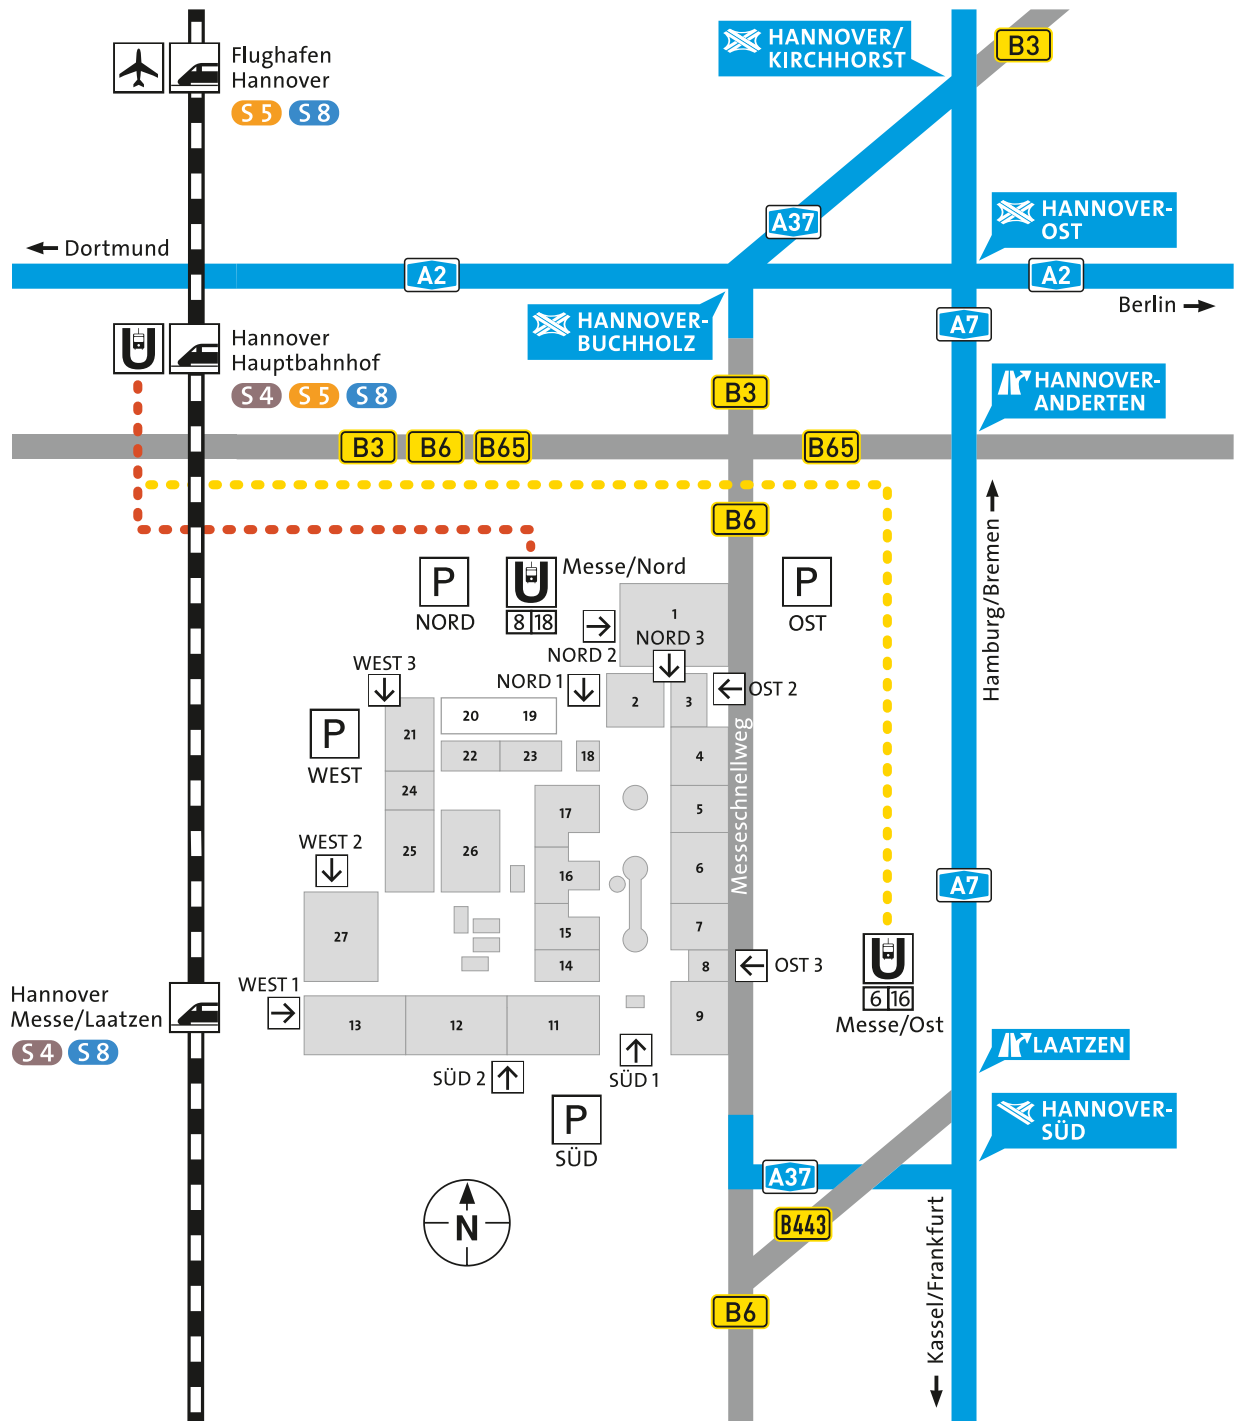 HANNOVER/
KIRCHHORST
B3
Flughafen
Hannover
S 5 S 8
A37
HANNOVER-
OST
Dortmund
A2
A2
Berlin
HANNOVER-
BUCHHOLZ
A7
U
Hannover
Hauptbahnhof
S 4 S 5 S 8
B3
HANNOVER-
ANDERTEN
B3 B6 B65
B65
B6
Hamburg/Bremen
P
NORD
U
8 18
Messe/Nord
P
OST
1
NORD 2
NORD 3
WEST 3
NORD 1
OST 2
2
3
20 19
21
P
WEST
22 23
18
4
Messeschnellweg
24
17
5
WEST 2
25
26
16
6
A7
27
15
7
14
8
OST 3
U
6 16
Messe/Ost
Hannover
Messe/Laatzen
S 4 S 8
WEST 1
13 12 11
9
LAATZEN
SÜD 2
SÜD 1
P
SÜD
HANNOVER-
SÜD
A37
N
B443
Kassel/Frankfurt
B6